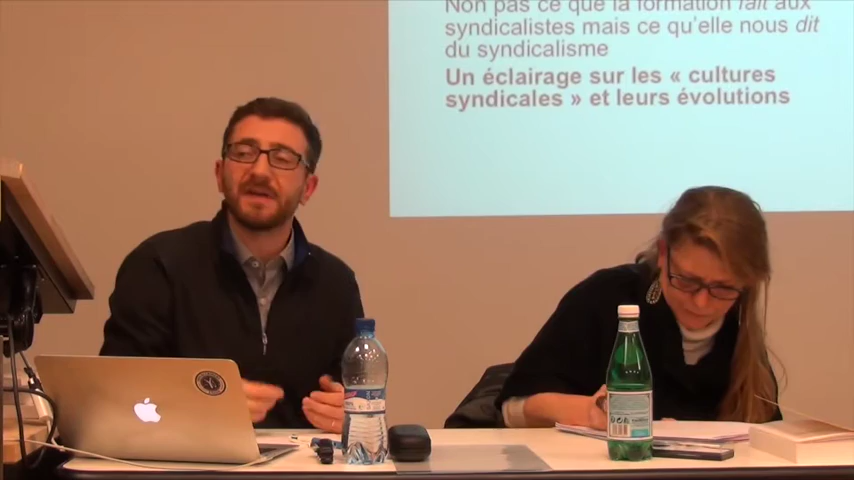 Non pas ce que la formation fait aux
syndicalistes mais ce qu'elle nous dit
du syndicalisme
Un éclairage sur les « cultures
syndicales » et leurs évolutions